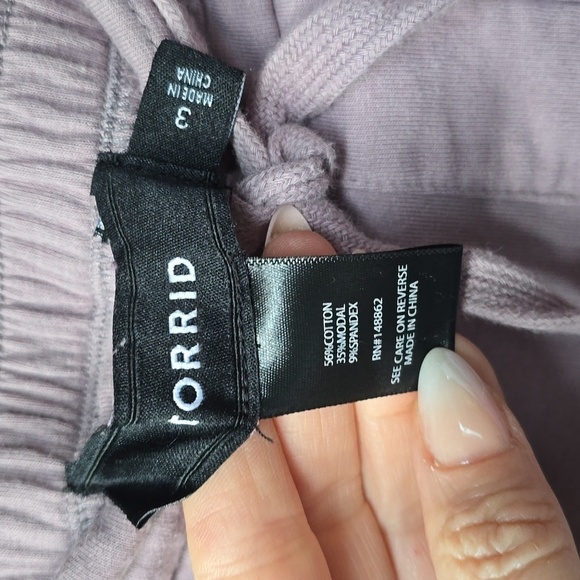 TORRID
3
MADE IN
CHINA
56%COTTON
35%MODAL
9%SPANDEX
RN#148862
SEE CARE ON REVERSE
MADE IN CHINA